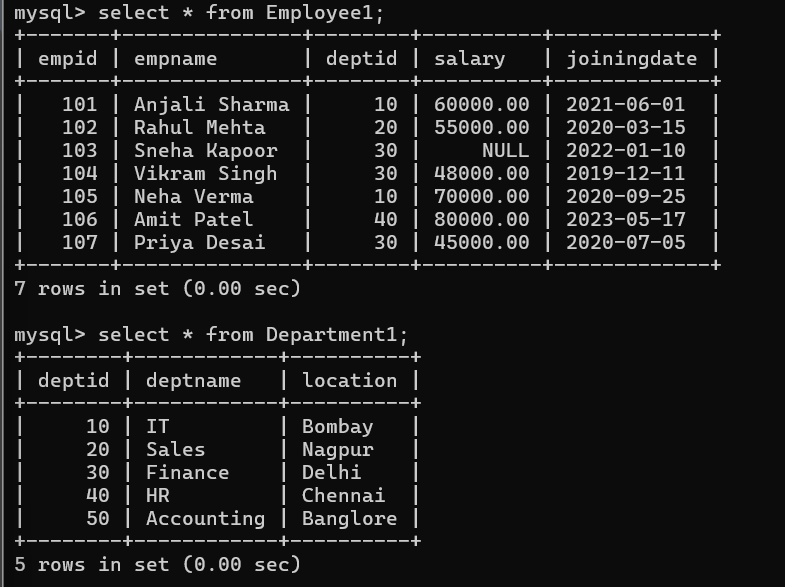 mysql> select * from Employee1;
+-------+---------------+--------+----------+-------------+
| empid | empname       | deptid | salary   | joiningdate |
+-------+---------------+--------+----------+-------------+
|   101 | Anjali Sharma |     10 | 60000.00 | 2021-06-01  |
|   102 | Rahul Mehta   |     20 | 55000.00 | 2020-03-15  |
|   103 | Sneha Kapoor  |     30 |     NULL | 2022-01-10  |
|   104 | Vikram Singh  |     30 | 48000.00 | 2019-12-11  |
|   105 | Neha Verma    |     10 | 70000.00 | 2020-09-25  |
|   106 | Amit Patel    |     40 | 80000.00 | 2023-05-17  |
|   107 | Priya Desai   |     30 | 45000.00 | 2020-07-05  |
+-------+---------------+--------+----------+-------------+
7 rows in set (0.00 sec)

mysql> select * from Department1;
+--------+------------+----------+
| deptid | deptname   | location |
+--------+------------+----------+
|     10 | IT         | Bombay   |
|     20 | Sales      | Nagpur   |
|     30 | Finance    | Delhi    |
|     40 | HR         | Chennai  |
|     50 | Accounting | Banglore |
+--------+------------+----------+
5 rows in set (0.00 sec)